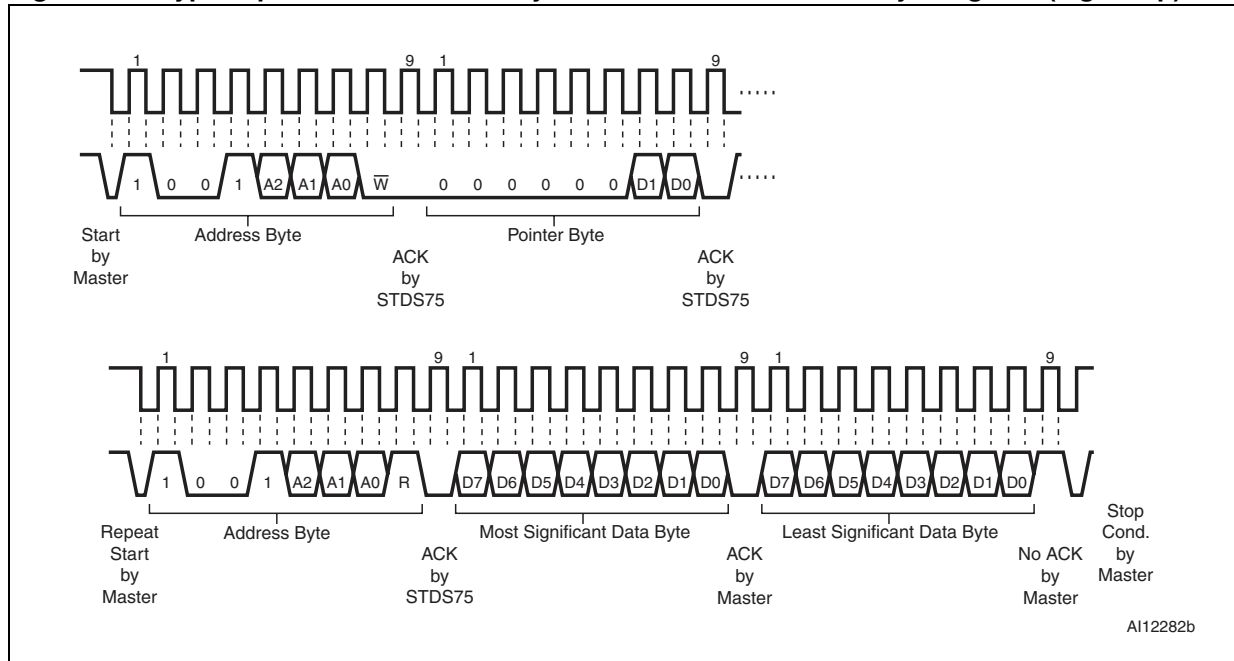 1 9 1 9
1 0 0 1 A2 A1 A0 W 0 0 0 0 0 0 D1 D0
Start
by
Master
Address Byte
ACK
by
STDS75
Pointer Byte
ACK
by
STDS75
1 9 1 9 1 9
1 0 0 1 A2 A1 A0 R D7 D6 D5 D4 D3 D2 D1 D0 D7 D6 D5 D4 D3 D2 D1 D0
Repeat
Start
by
Master
Address Byte
ACK
by
STDS75
Most Significant Data Byte
ACK
by
Master
Least Significant Data Byte
No ACK
by
Master
Stop
Cond.
by
Master
AI12282b